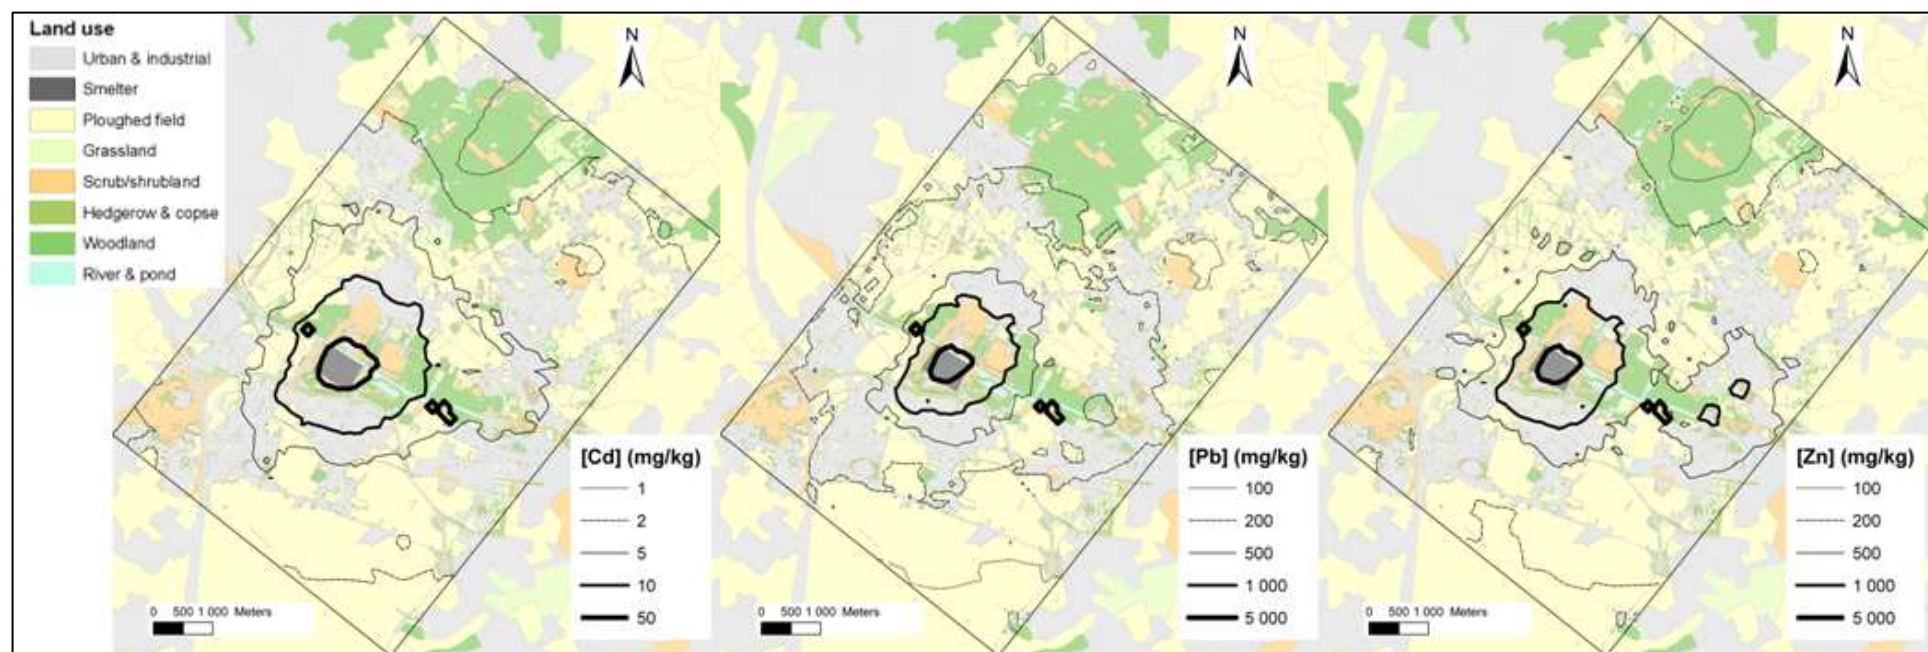 Land use
Urban & industrial
Smelter
Ploughed field
Grassland
Scrub/shrubland
Hedgerow & copse
Woodland
River & pond
N
[Cd] (mg/kg)
1
2
5
10
50
0 500 1 000 Meters
N
[Pb] (mg/kg)
100
200
500
1 000
5 000
0 500 1 000 Meters
N
[Zn] (mg/kg)
100
200
500
1 000
5 000
0 500 1 000 Meters